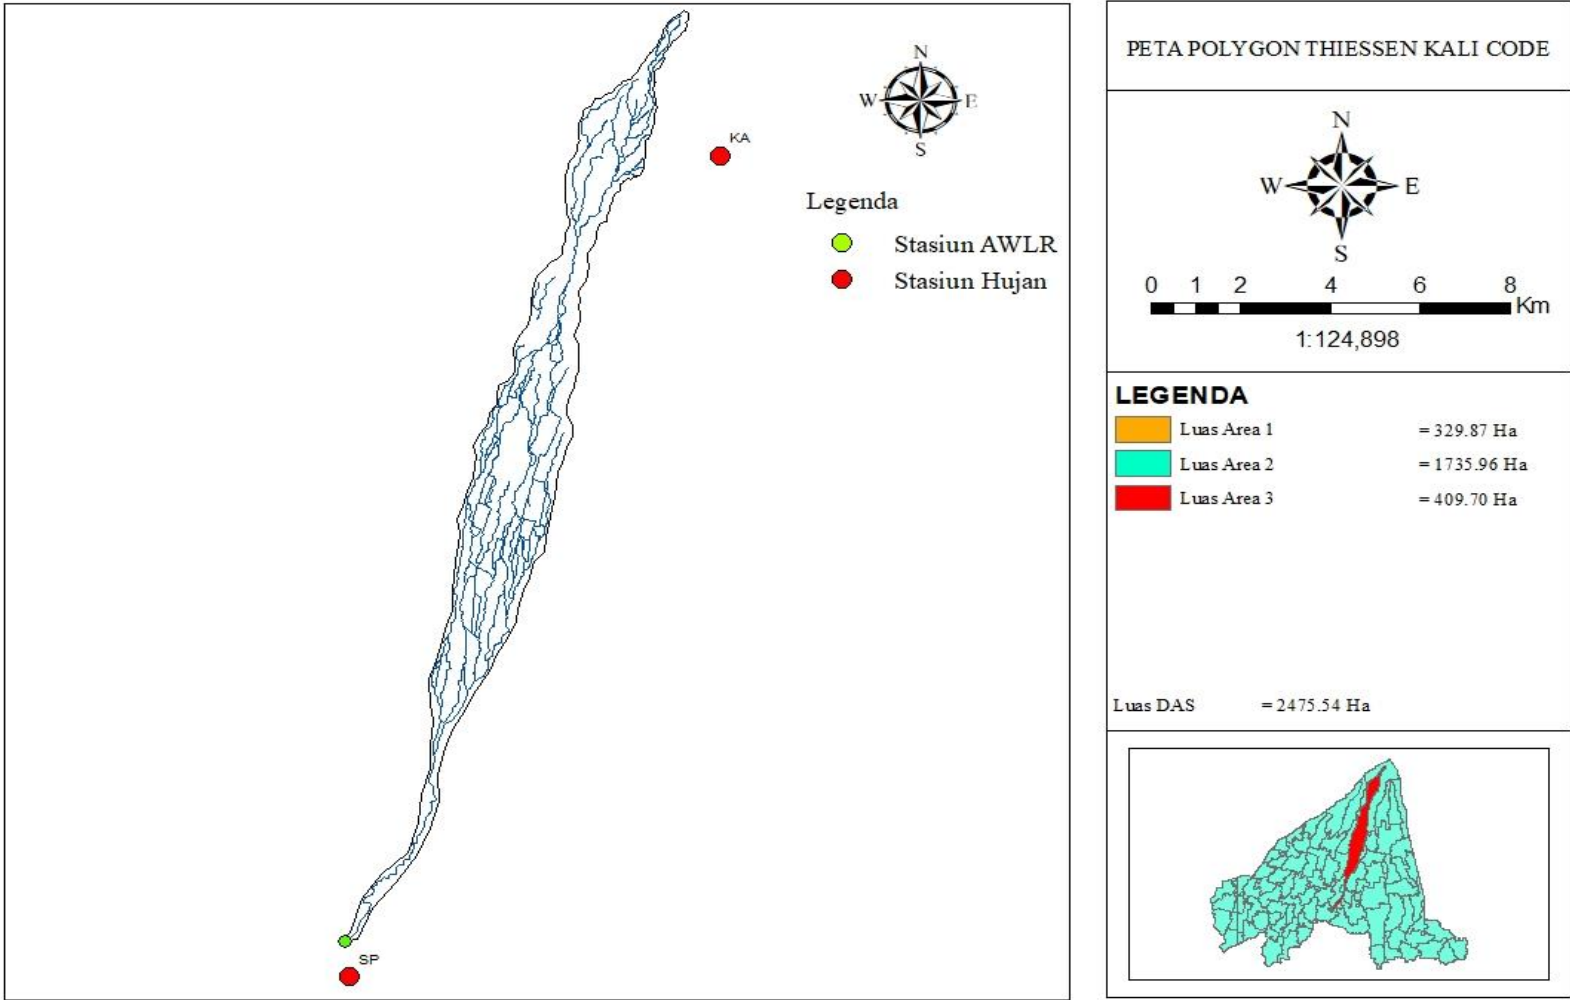 N
W E
S
KA
Legenda
Stasiun AWLR
Stasiun Hujan
SP
PETA POLYGON THIESSEN KALI CODE
N
W E
S
0 1 2 4 6 8
Km
1:124,898
LEGENDA
Luas Area 1 = 329.87 Ha
Luas Area 2 = 1735.96 Ha
Luas Area 3 = 409.70 Ha
Luas DAS = 2475.54 Ha